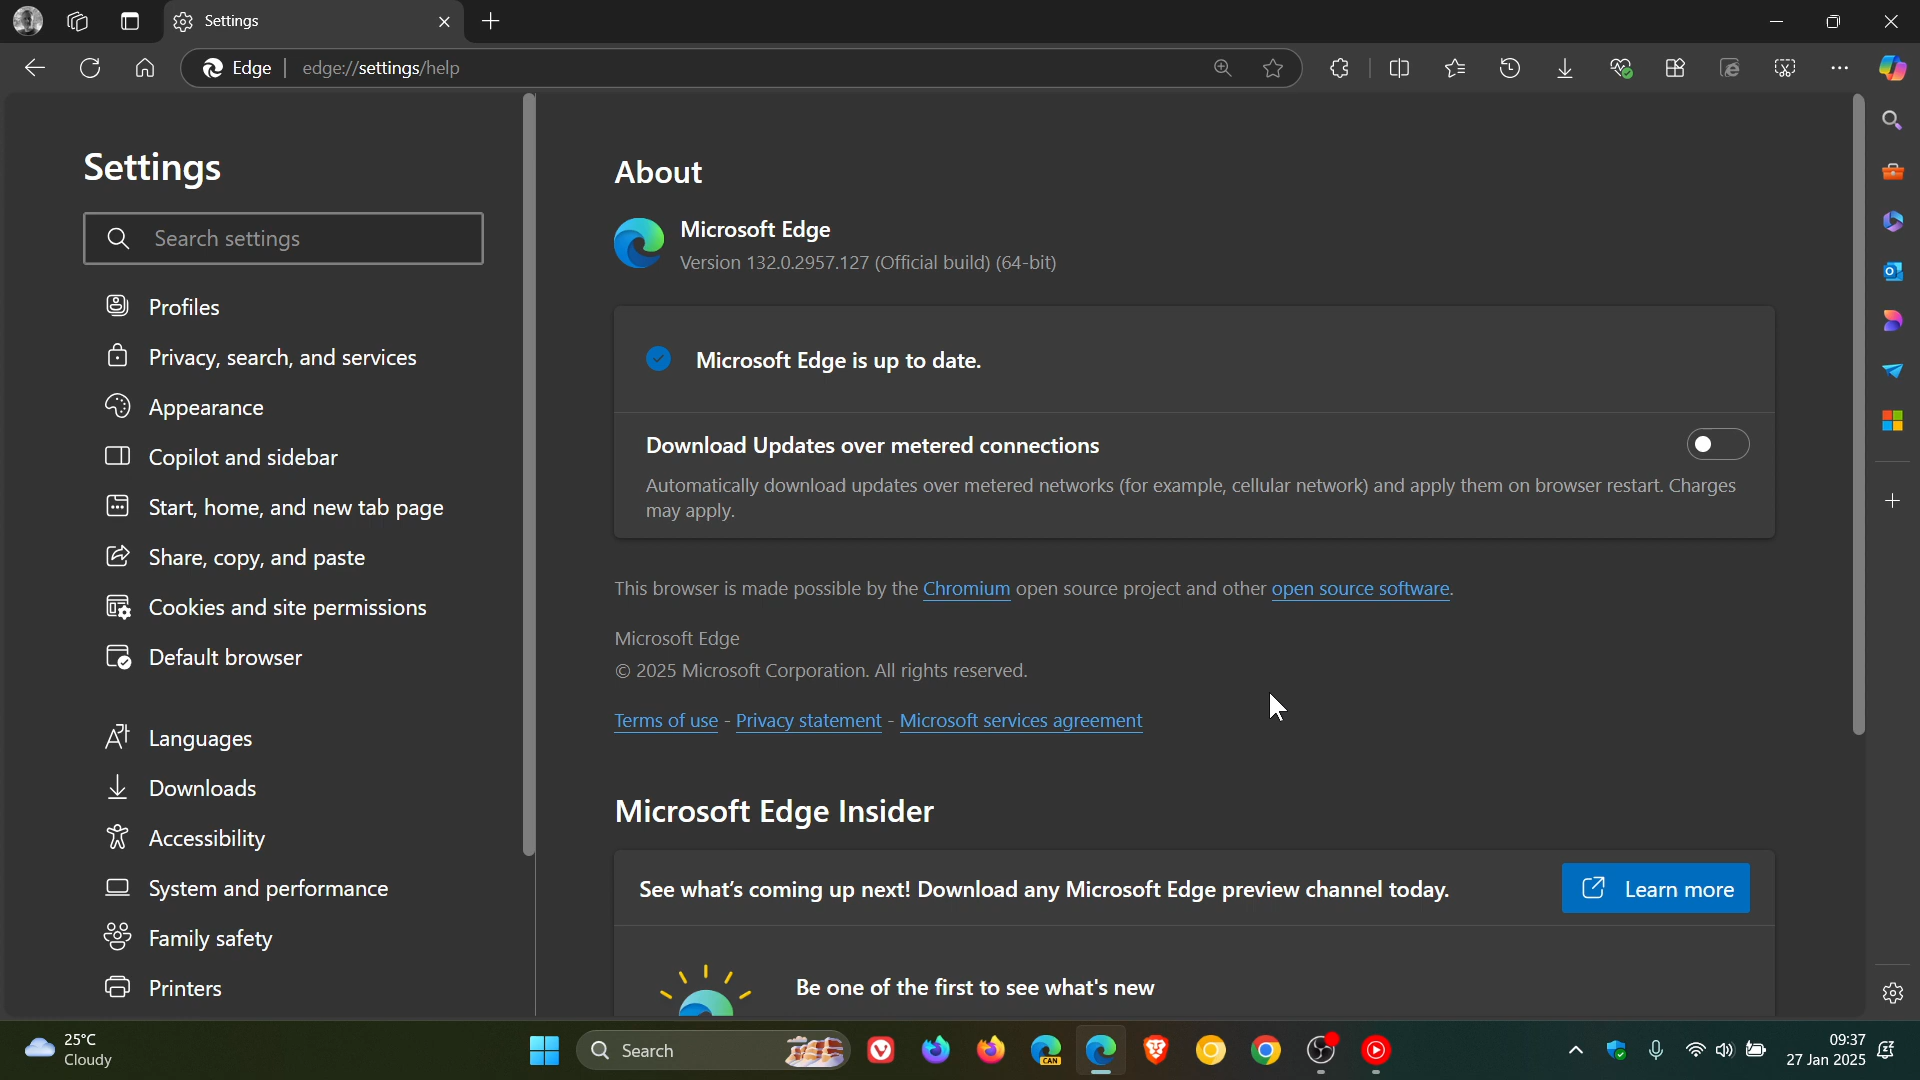 Settings
Edge
edge://settings/help
Settings
Search settings
Profiles
Privacy, search, and services
Appearance
Copilot and sidebar
Start, home, and new tab page
Share, copy, and paste
Cookies and site permissions
Default browser
Languages
Downloads
Accessibility
System and performance
Family safety
Printers
About
Microsoft Edge
Version 132.0.2957.127 (Official build) (64-bit)
Microsoft Edge is up to date.
Download Updates over metered connections
Automatically download updates over metered networks (for example, cellular network) and apply them on browser restart. Charges
may apply.
This browser is made possible by the Chromium open source project and other open source software.
Microsoft Edge
© 2025 Microsoft Corporation. All rights reserved.
Terms of use - Privacy statement - Microsoft services agreement
Microsoft Edge Insider
See what's coming up next! Download any Microsoft Edge preview channel today.
Learn more
Be one of the first to see what's new
25°C
Cloudy
Search
CAN
09:37
27 Jan 2025